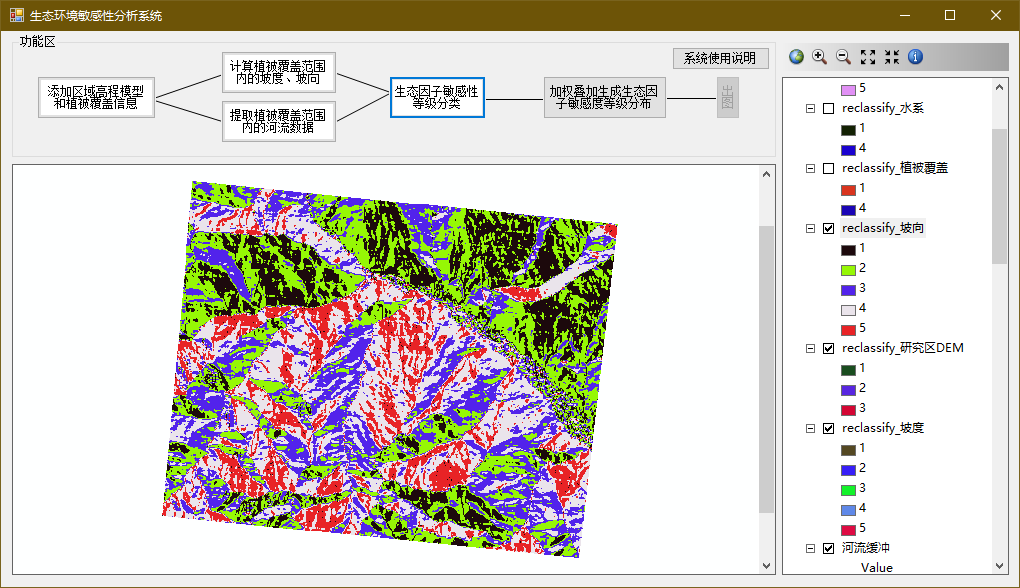 生态环境敏感性分析系统
功能区
添加区域高程模型
和植被覆盖信息
计算植被覆盖范围
内的坡度、坡向
提取植被覆盖范围
内的河流数据
生态因子敏感性
等级分类
加权叠加生成生态因
子敏感度等级分布
出图
系统使用说明
5
reclassify_水系
1
4
reclassify_植被覆盖
1
4
reclassify_坡向
1
2
3
4
5
reclassify_研究区DEM
1
2
3
reclassify_坡度
1
2
3
4
5
河流缓冲
Value